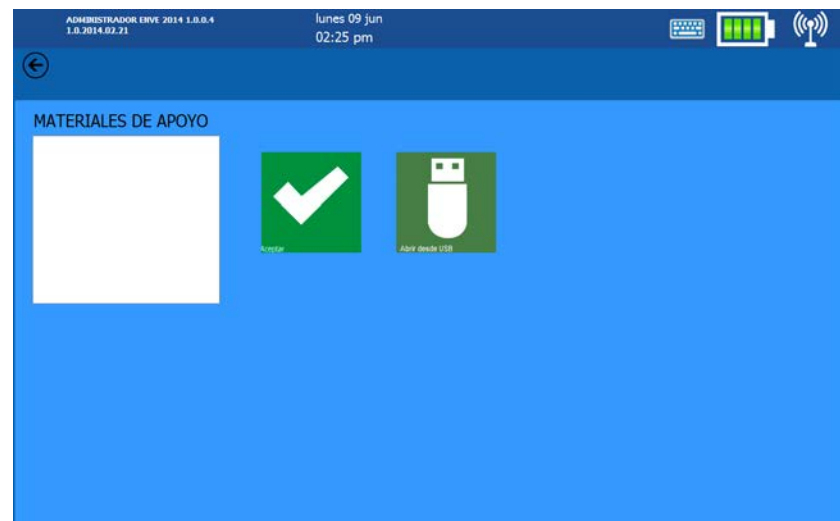 ADMINISTRADOR ENVE 2014 1.0.0.4
1.0.2014.02.21
lunes 09 jun
02:25 pm
MATERIALES DE APOYO
Aceptar
Abrir desde USB